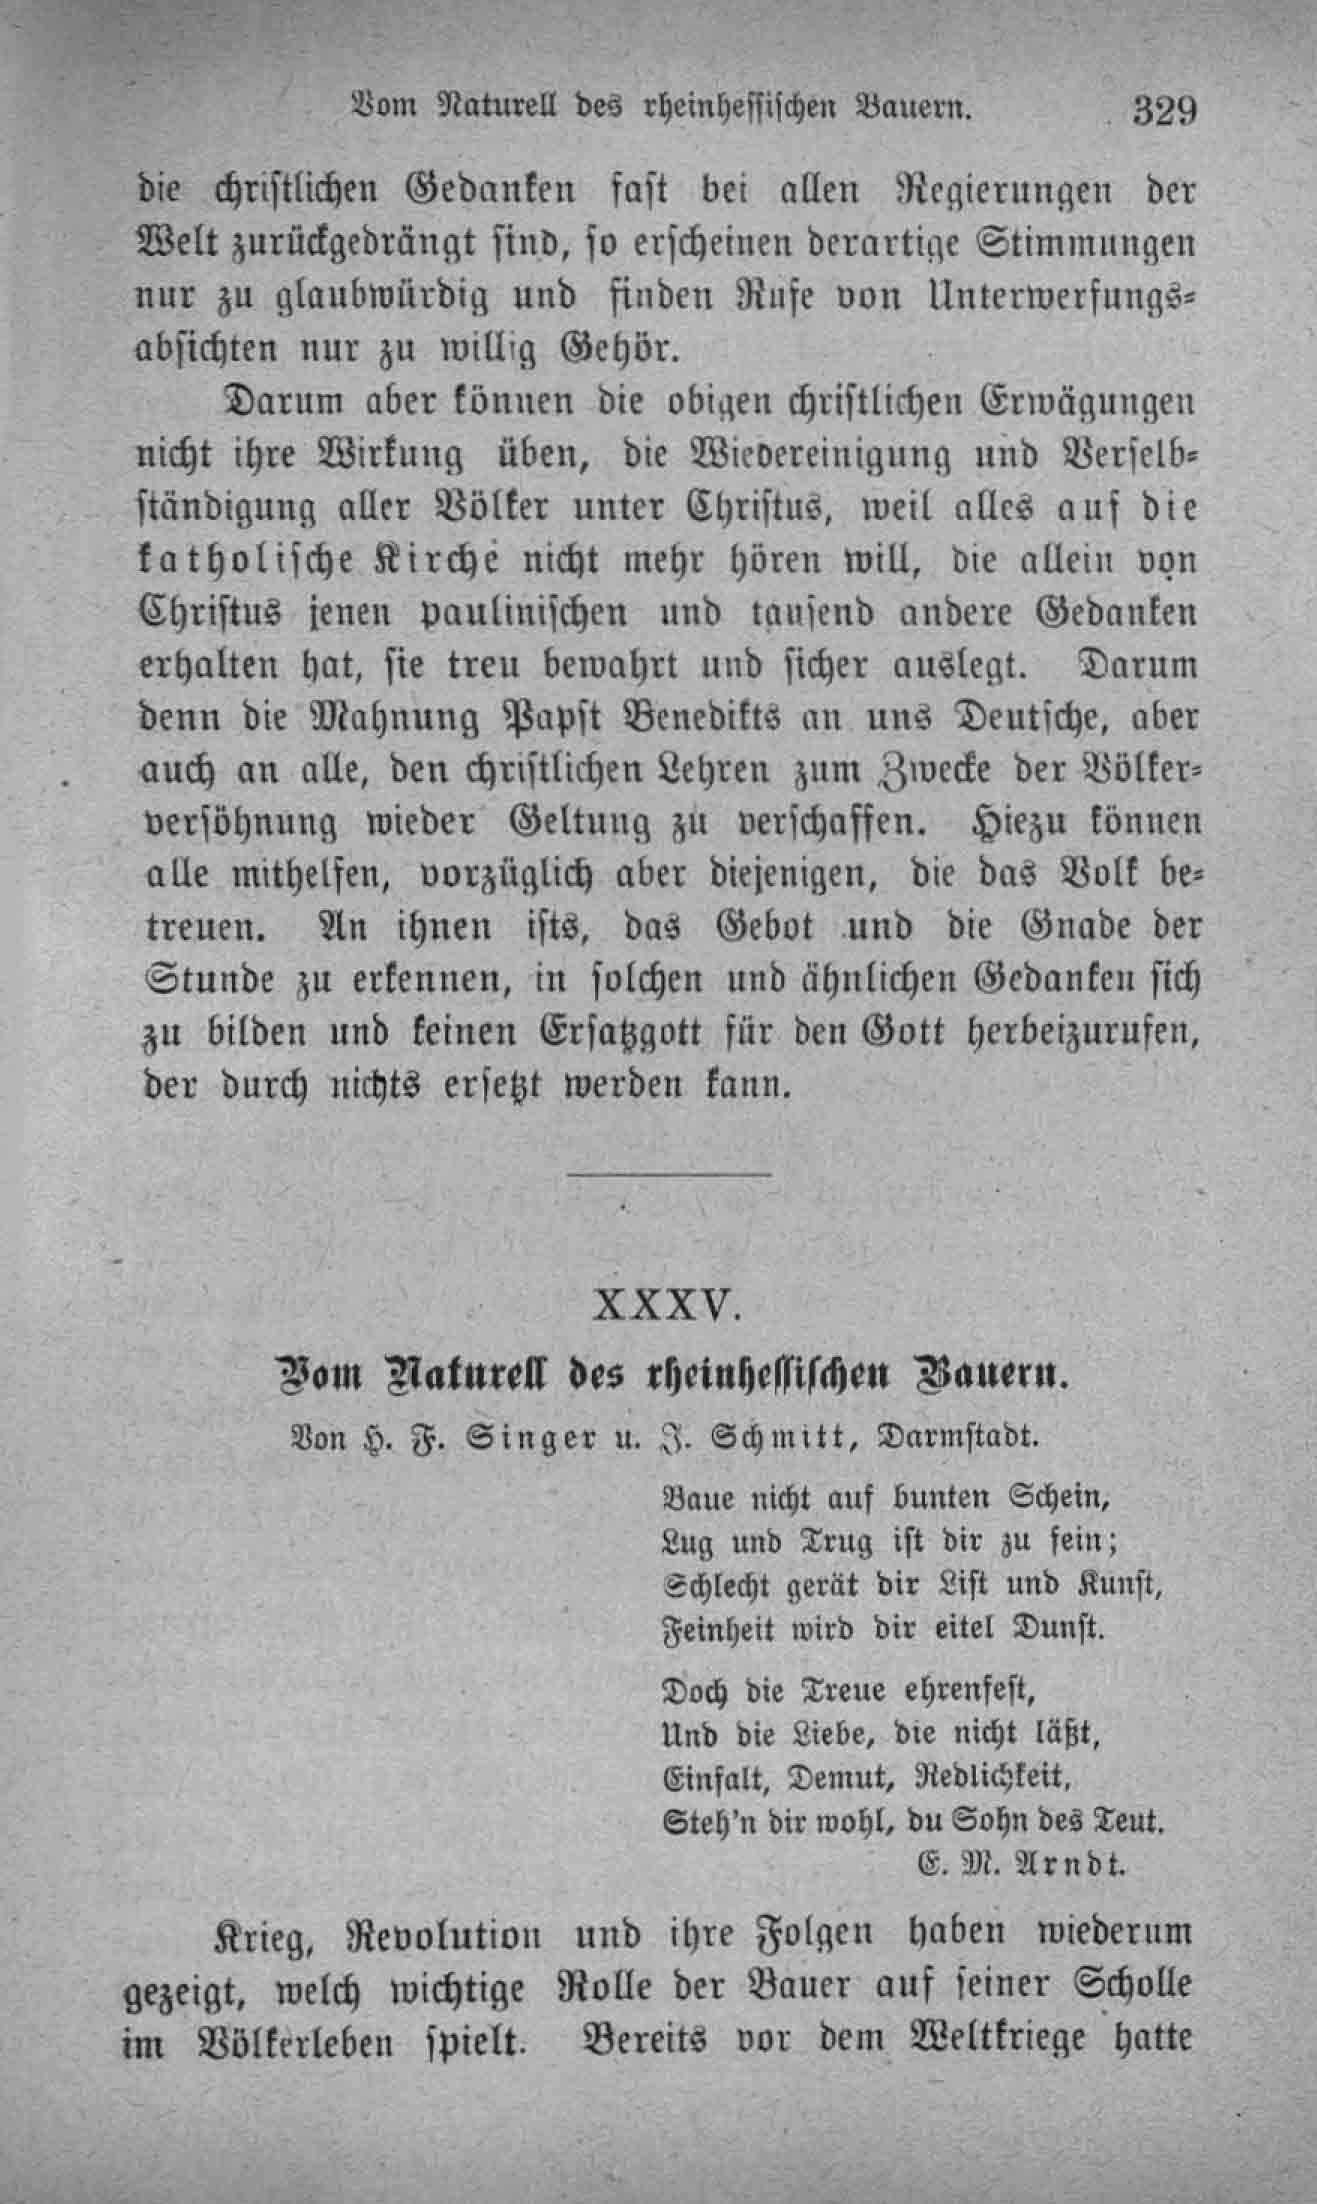 Vom Naturell des rheinhessischen Bauern. 329
die christlichen Gedanken fast bei allen Regierungen der
Welt zurückgedrängt sind, so erscheinen derartige Stimmungen
nur zu glaubwürdig und finden Rufe von Unterwerfungs-
absichten nur zu willig Gehör.
Darum aber können die obigen christlichen Erwägungen
nicht ihre Wirkung üben, die Wiedereinigung und Verselb-
ständigung aller Völker unter Christus, weil alles auf die
katholische Kirche nicht mehr hören will, die allein von
Christus jenen paulinischen und tausend andere Gedanken
erhalten hat, sie treu bewahrt und sicher auslegt. Darum
denn die Mahnung Papst Benedikts an uns Deutsche, aber
auch an alle, den christlichen Lehren zum Zwecke der Völker-
versöhnung wieder Geltung zu verschaffen. Hiezu können
alle mithelfen, vorzüglich aber diejenigen, die das Volk be-
treuen. An ihnen ists, das Gebot und die Gnade der
Stunde zu erkennen, in solchen und ähnlichen Gedanken sich
zu bilden und keinen Ersatzgott für den Gott herbeizurufen,
der durch nichts ersetzt werden kann.
XXXV.
Vom Naturell des rheinhessischen Bauern.
Von H. F. Singer u. J. Schmitt, Darmstadt.
Baue nicht auf bunten Schein,
Lug und Trug ist dir zu fein;
Schlecht gerät dir List und Kunst,
Feinheit wird dir eitel Dunst.
Doch die Treue ehrenfest,
Und die Liebe, die nicht läßt,
Einfalt, Demut, Redlichkeit,
Steh'n dir wohl, du Sohn des Teut.
E. M. Arndt.
Krieg, Revolution und ihre Folgen haben wiederum
gezeigt, welch wichtige Rolle der Bauer auf seiner Scholle
im Völkerleben spielt. Bereits vor dem Weltkriege hatte